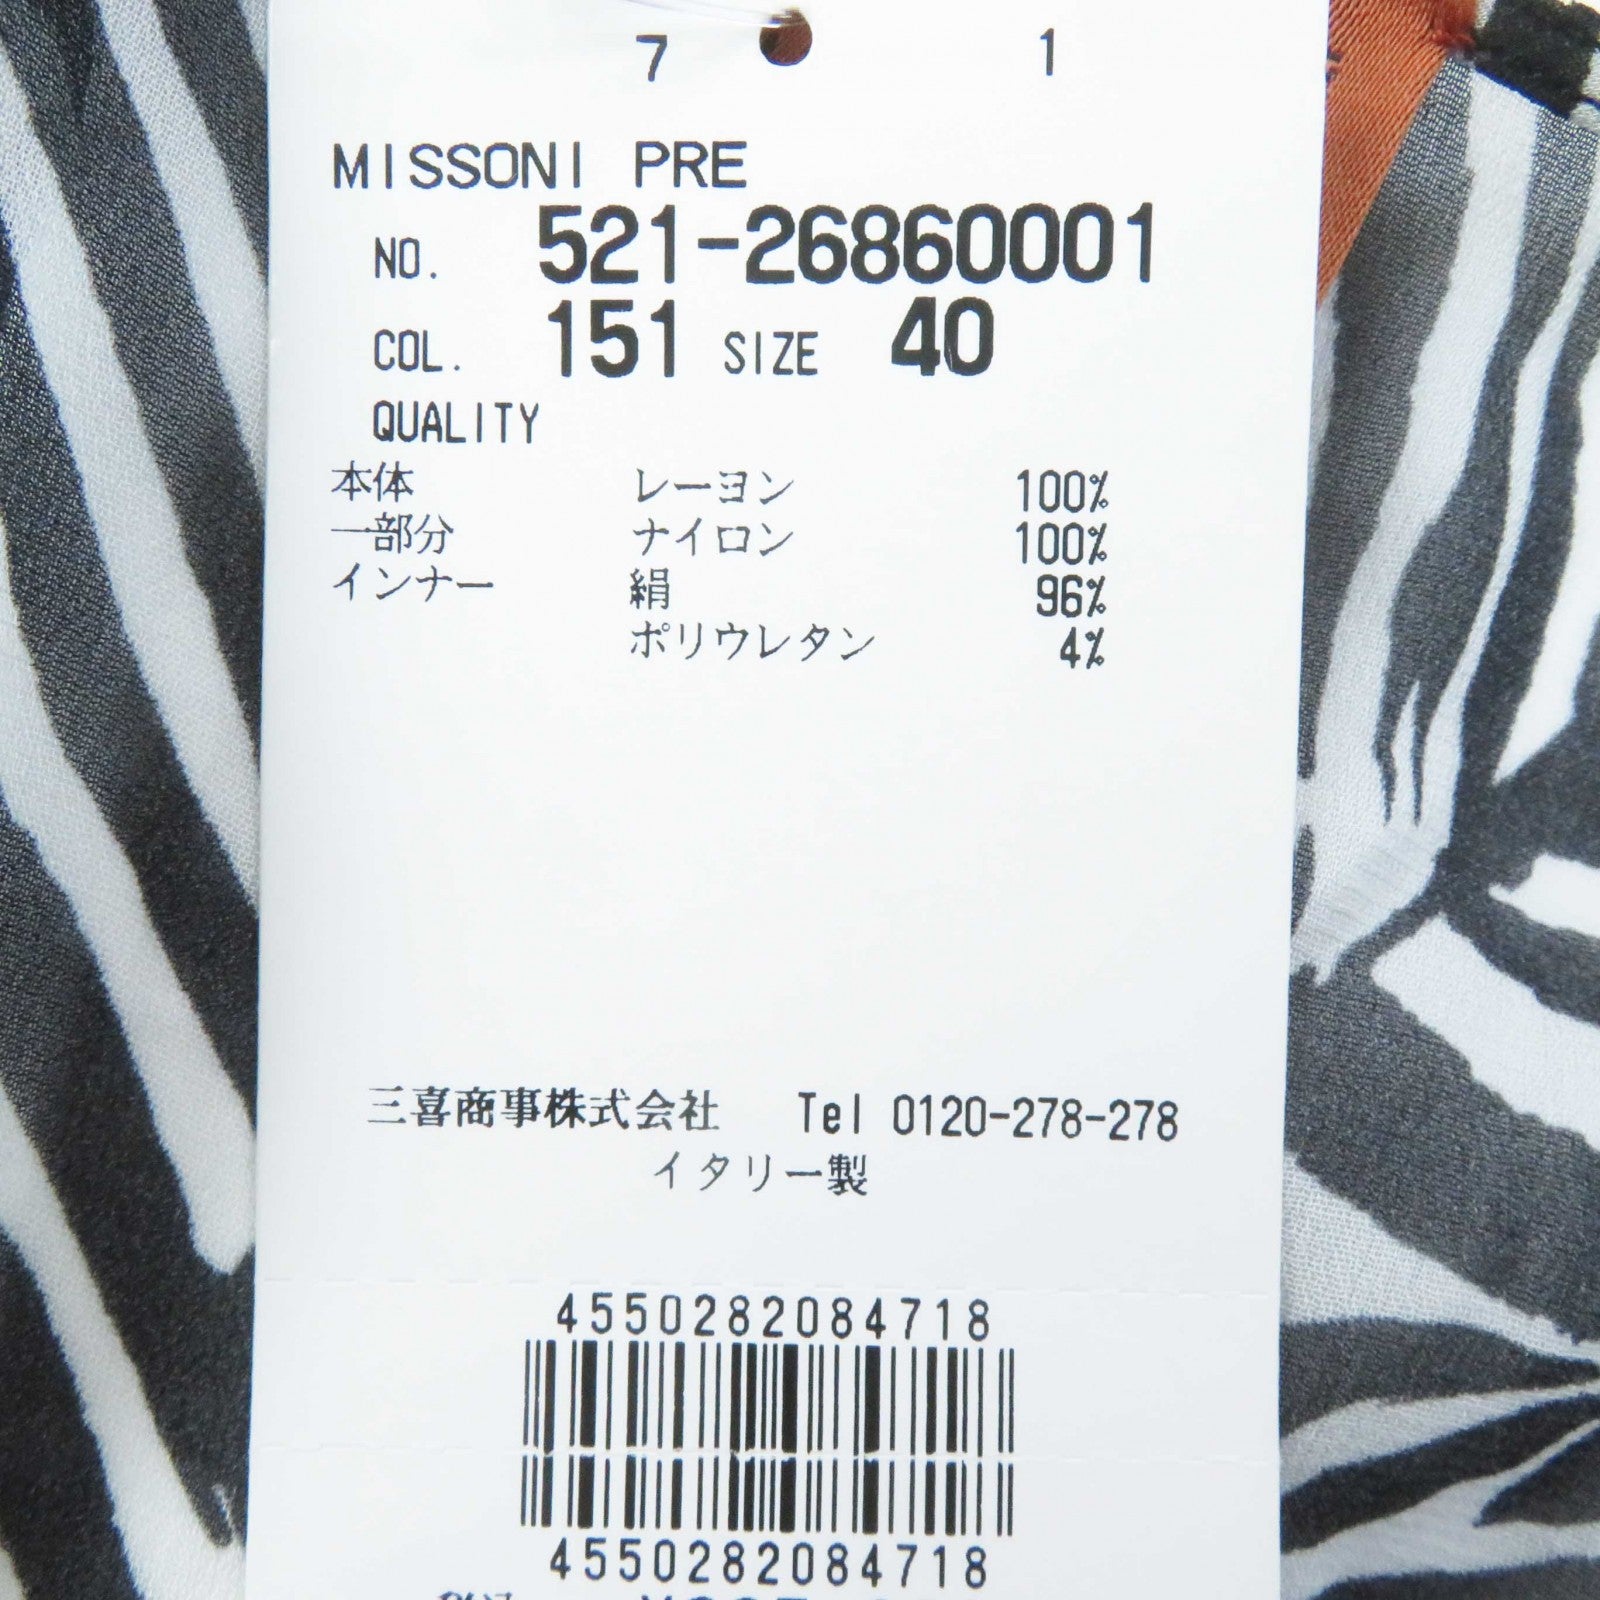 7 1
MISSONI PRE
NO. 521-26860001
COL. 151 SIZE 40
QUALITY
本体 レーヨン 100%
一部分 ナイロン 100%
インナー 絹 96%
ポリウレタン 4%
三喜商事株式会社 Tel 0120-278-278
イタリー製
4550282084718
4550282084718